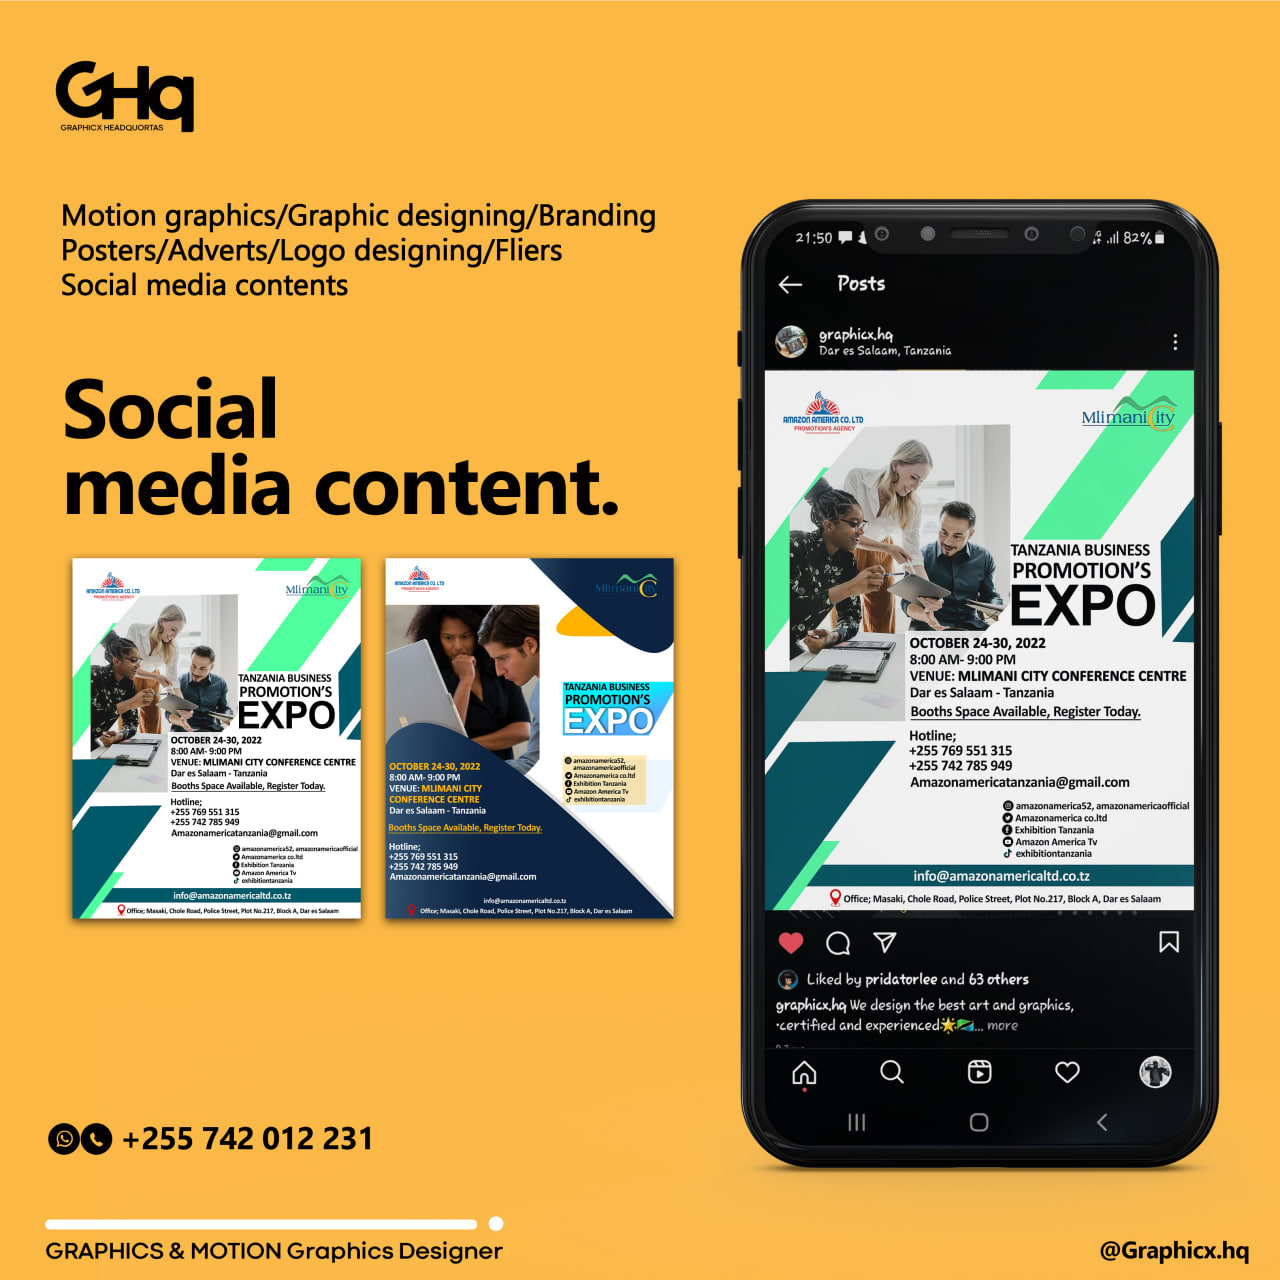 GHq
GRAPHICX HEADQUORTAS
Motion graphics/Graphic designing/Branding
Posters/Adverts/Logo designing/Fliers
Social media contents
Social
media content.
AMAZON AMERICA CO. LTD
PROMOTION'S AGENCY
Mlimani City
TANZANIA BUSINESS
PROMOTION'S
EXPO
OCTOBER 24-30, 2022
8:00 AM- 9:00 PM
VENUE: MLIMANI CITY CONFERENCE CENTRE
Dar es Salaam - Tanzania
Booths Space Available, Register Today.
Hotline;
+255 769 551 315
+255 742 785 949
Amazonamericatanzania@gmail.com
amazonamerica52, amazonamericaofficial
Amazonamerica co.ltd
Exhibition Tanzania
Amazon America Tv
exhibitiontanzania
info@amazonamericaltd.co.tz
Office; Masaki, Chole Road, Police Street, Plot No.217, Block A, Dar es Salaam
AMAZON AMERICA CO. LTD
PROMOTION'S AGENCY
Mlimani City
TANZANIA BUSINESS
PROMOTION'S
EXPO
amazonamerica52,
amazonamericaofficial
Amazonamerica co.ltd
Exhibition Tanzania
Amazon America Tv
exhibitiontanzania
OCTOBER 24-30, 2022
8:00 AM- 9:00 PM
VENUE: MLIMANI CITY
CONFERENCE CENTRE
Dar es Salaam - Tanzania
Booths Space Available, Register Today.
Hotline;
+255 769 551 315
+255 742 785 949
Amazonamericatanzania@gmail.com
info@amazonamericaltd.co.tz
Office; Masaki, Chole Road, Police Street, Plot No.217, Block A, Dar es Salaam
21:50 82%
Posts
graphicx.hq
Dar es Salaam, Tanzania
AMAZON AMERICA CO. LTD
PROMOTION'S AGENCY
Mlimani City
TANZANIA BUSINESS
PROMOTION'S
EXPO
OCTOBER 24-30, 2022
8:00 AM- 9:00 PM
VENUE: MLIMANI CITY CONFERENCE CENTRE
Dar es Salaam - Tanzania
Booths Space Available, Register Today.
Hotline;
+255 769 551 315
+255 742 785 949
Amazonamericatanzania@gmail.com
amazonamerica52, amazonamericaofficial
Amazonamerica co.ltd
Exhibition Tanzania
Amazon America Tv
exhibitiontanzania
info@amazonamericaltd.co.tz
Office; Masaki, Chole Road, Police Street, Plot No.217, Block A, Dar es Salaam
Liked by pridatorlee and 63 others
graphicx.hq We design the best art and graphics,
•certified and experienced🌟🇹🇿... more
+255 742 012 231
GRAPHICS & MOTION Graphics Designer
@Graphicx.hq